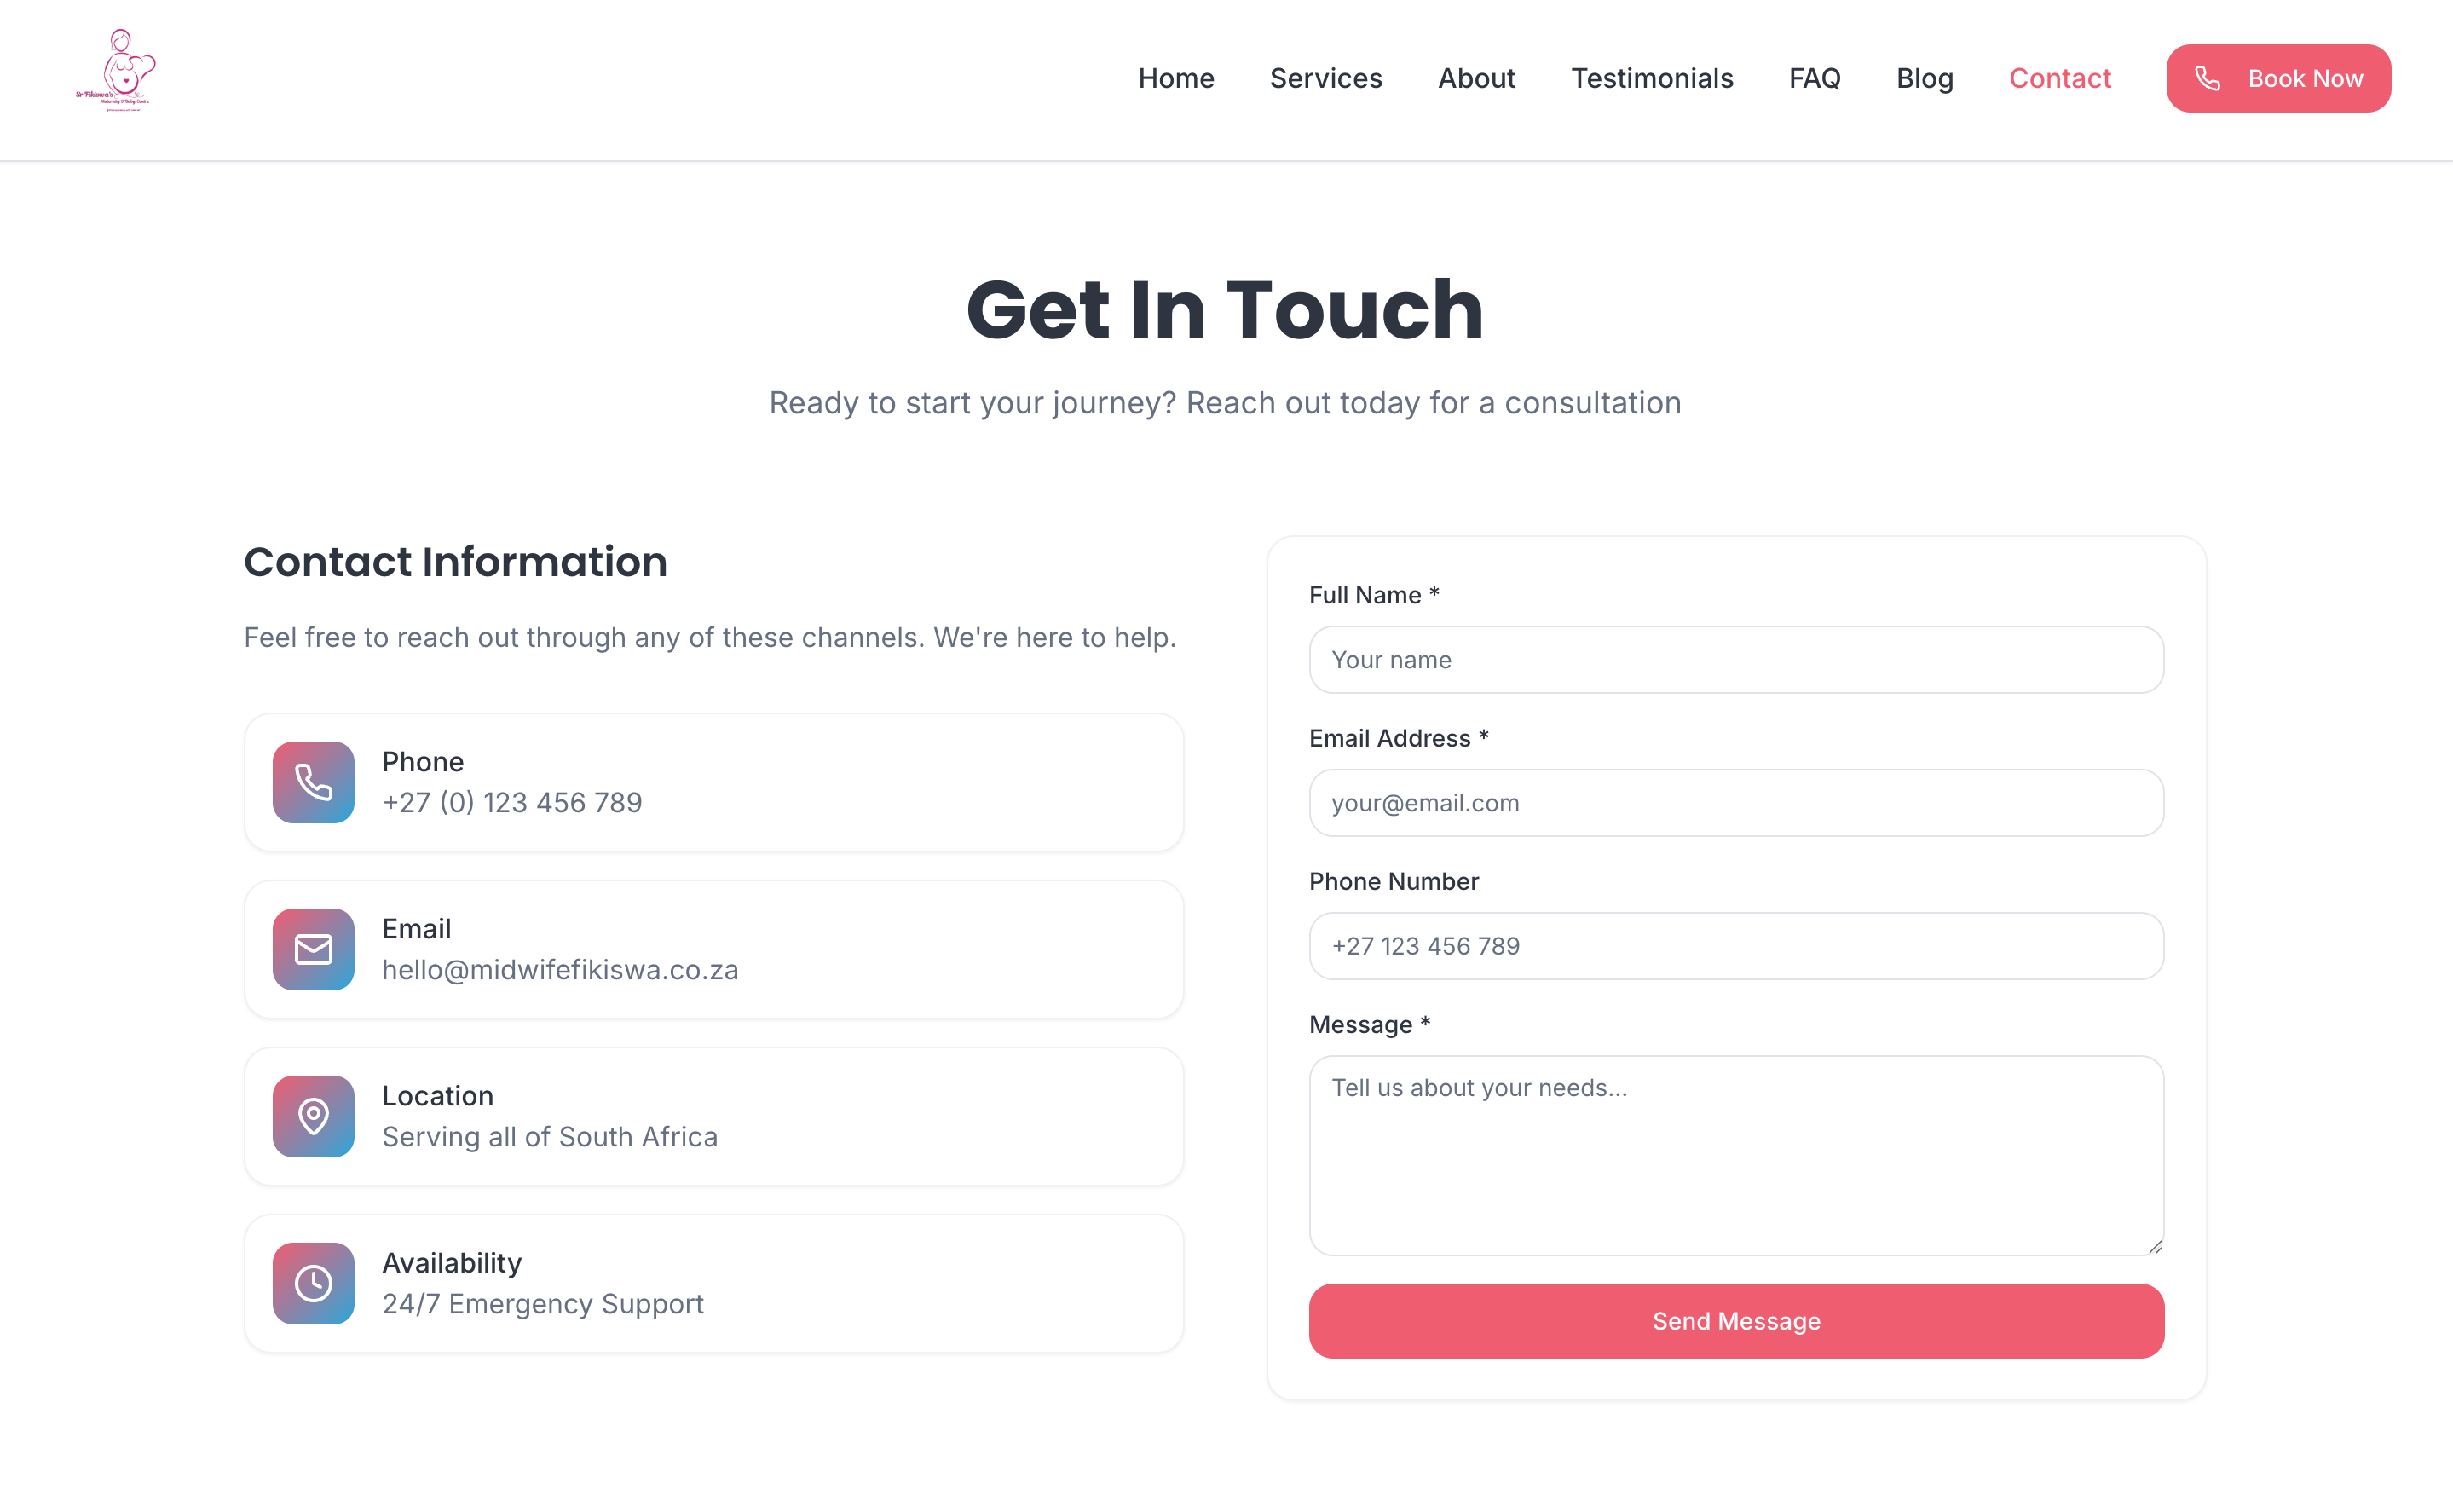 Sr Fikiswa's
Maternity & Baby Centre
Home
Services
About
Testimonials
FAQ
Blog
Contact
Book Now
Get In Touch
Ready to start your journey? Reach out today for a consultation
Contact Information
Feel free to reach out through any of these channels. We're here to help.
Phone
+27 (0) 123 456 789
Email
hello@midwifefikiswa.co.za
Location
Serving all of South Africa
Availability
24/7 Emergency Support
Full Name *
Your name
Email Address *
your@email.com
Phone Number
+27 123 456 789
Message *
Tell us about your needs...
Send Message